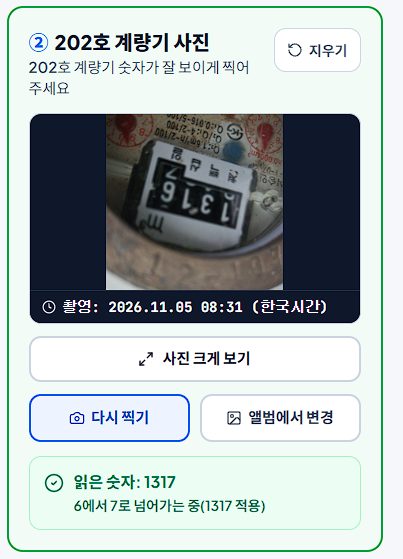 ② 202호 계량기 사진
지우기
202호 계량기 숫자가 잘 보이게 찍어
주세요
촬영: 2026.11.05 08:31 (한국시간)
사진 크게 보기
다시 찍기
앨범에서 변경
읽은 숫자: 1317
6에서 7로 넘어가는 중(1317 적용)